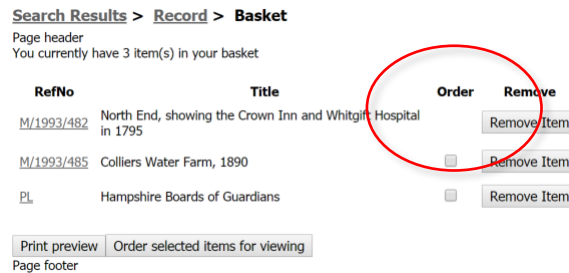 Search Results > Record > Basket
Page header
You currently have 3 item(s) in your basket
RefNo Title Order Remove
M/1993/482 North End, showing the Crown Inn and Whitgift Hospital in 1795 Remove Item
M/1993/485 Colliers Water Farm, 1890 Remove Item
PL Hampshire Boards of Guardians Remove Item
Print preview Order selected items for viewing
Page footer